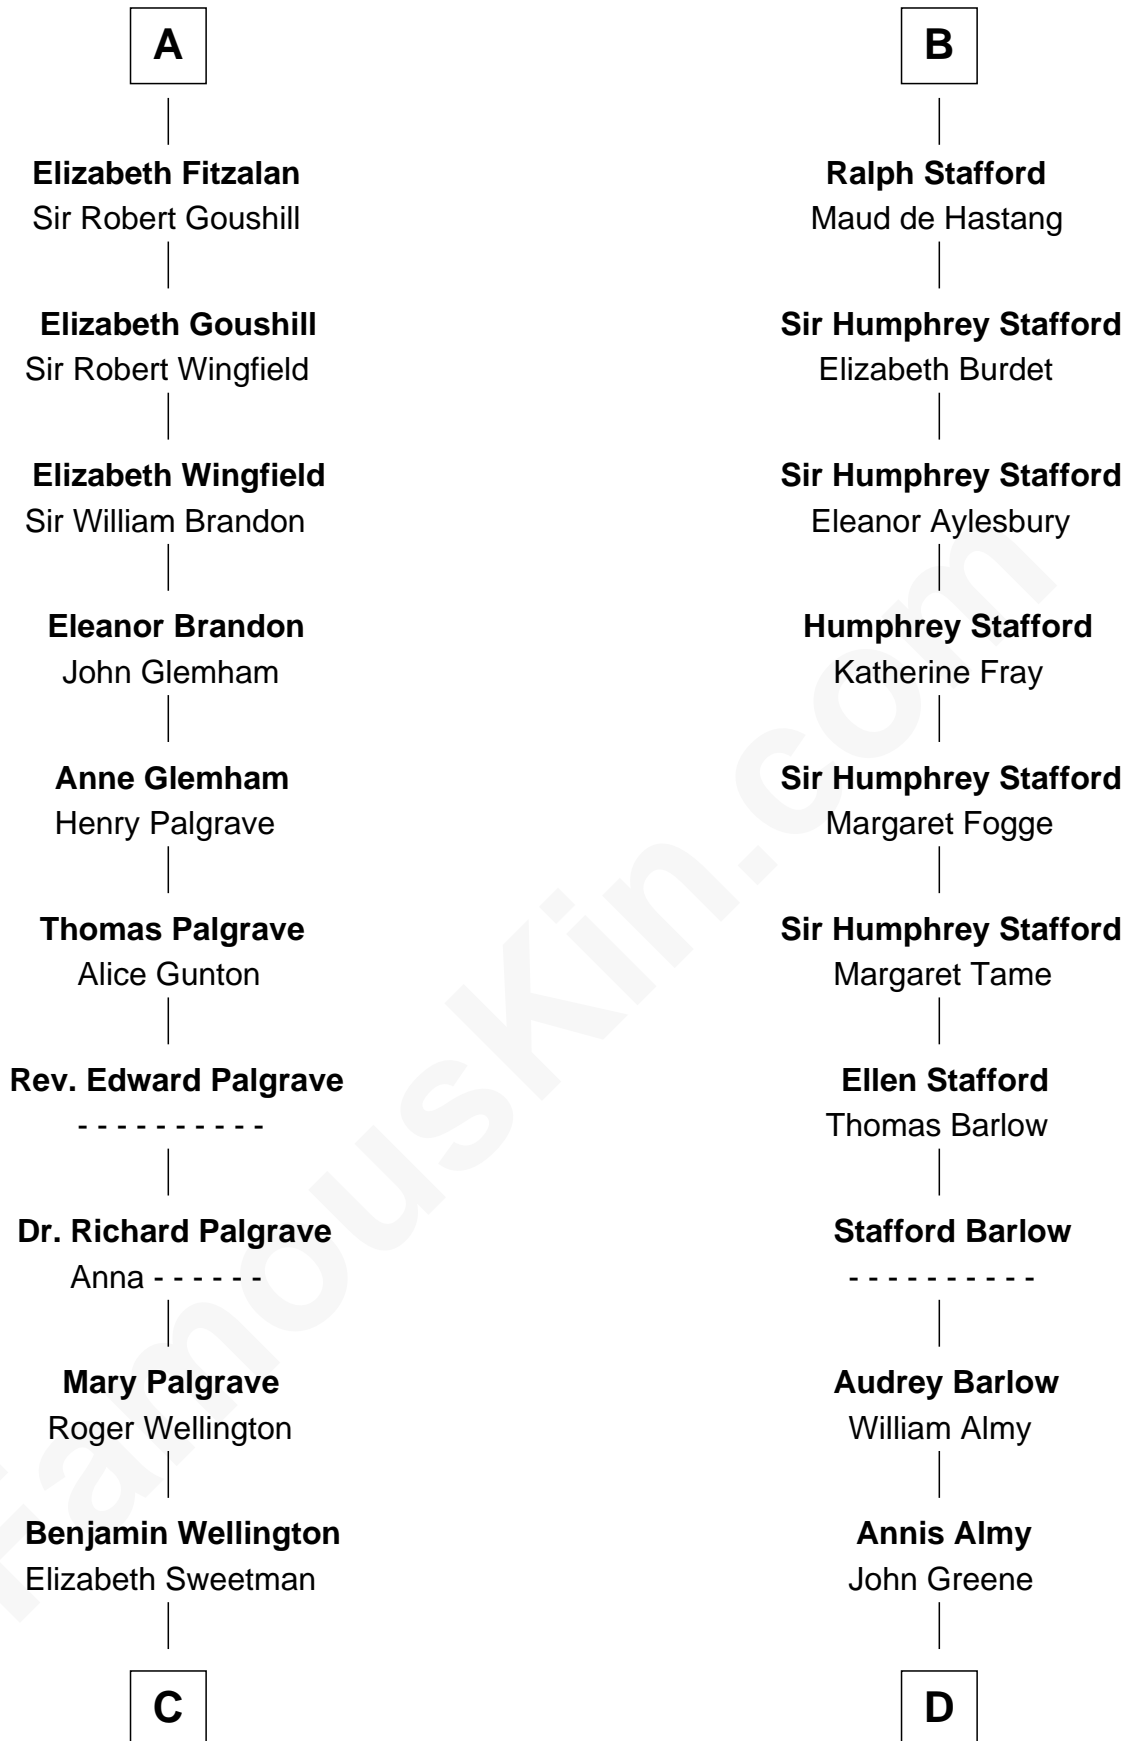 A
Elizabeth Fitzalan
Sir Robert Goushill
Elizabeth Goushill
Sir Robert Wingfield
Elizabeth Wingfield
Sir William Brandon
Eleanor Brandon
John Glemham
Anne Glemham
Henry Palgrave
Thomas Palgrave
Alice Gunton
Rev. Edward Palgrave
- - - - - - - - - -
Dr. Richard Palgrave
Anna - - - - - -
Mary Palgrave
Roger Wellington
Benjamin Wellington
Elizabeth Sweetman
C
B
Ralph Stafford
Maud de Hastang
Sir Humphrey Stafford
Elizabeth Burdet
Sir Humphrey Stafford
Eleanor Aylesbury
Humphrey Stafford
Katherine Fray
Sir Humphrey Stafford
Margaret Fogge
Sir Humphrey Stafford
Margaret Tame
Ellen Stafford
Thomas Barlow
Stafford Barlow
- - - - - - - - - -
Audrey Barlow
William Almy
Annis Almy
John Greene
D
FamousKin.com